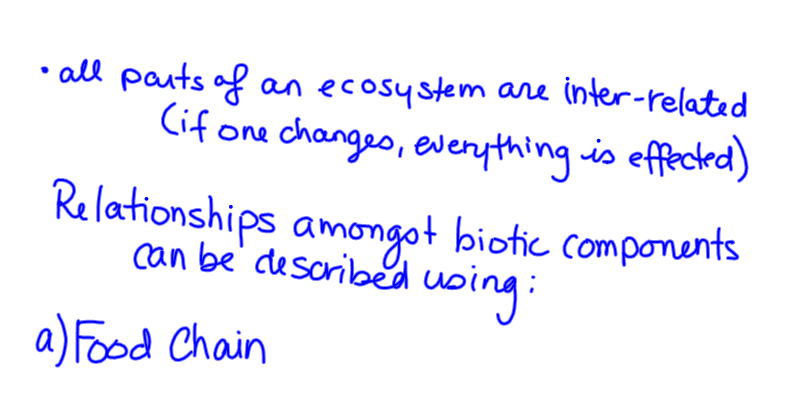 • all parts of an ecosystem are inter-related
(if one changes, everything is effected)
Relationships amongst biotic components
can be described using:
a) Food Chain